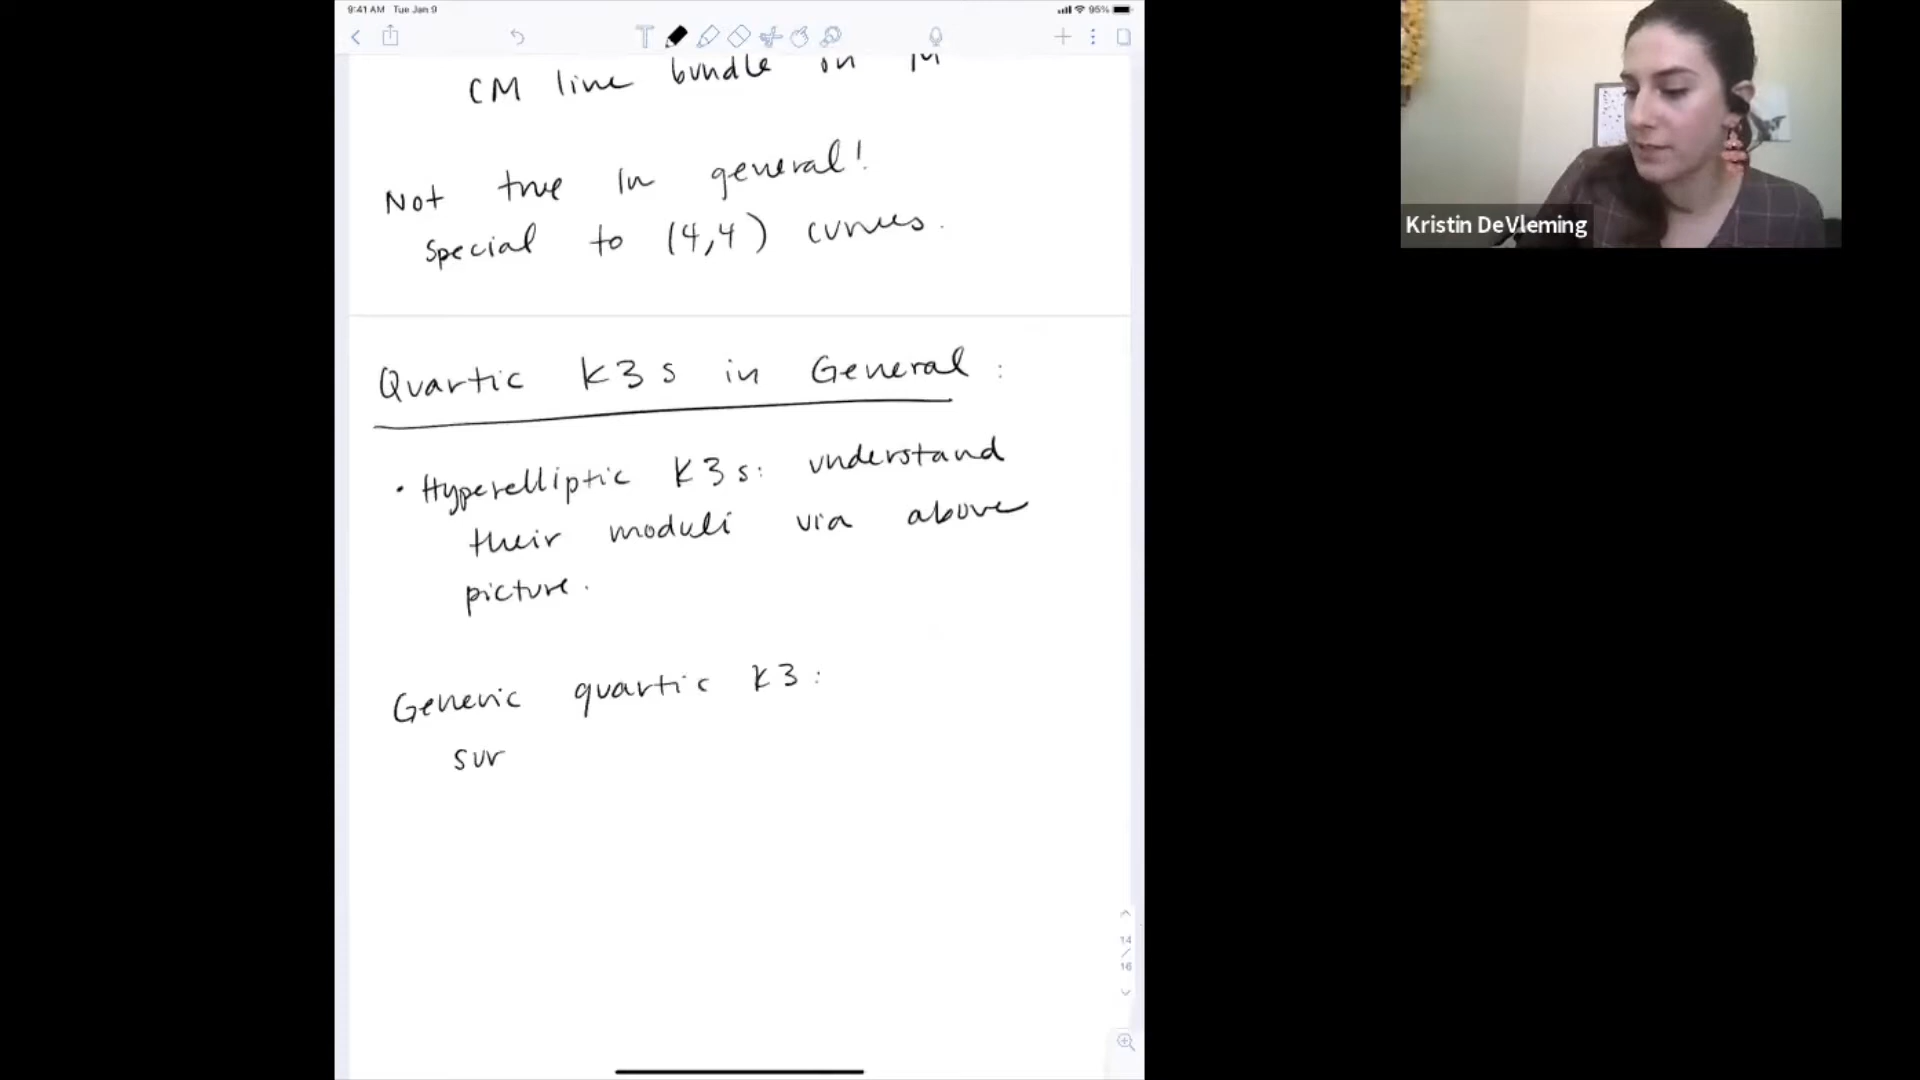 9:41 AM Tue Jan 9
95%
CM line bundle on M
Not true in general!
special to (4,4) curves.
Quartic K3s in General:
• Hyperelliptic K3s: understand
their moduli via above
picture.
Generic quartic K3:
sur
14
/
16
Kristin DeVleming